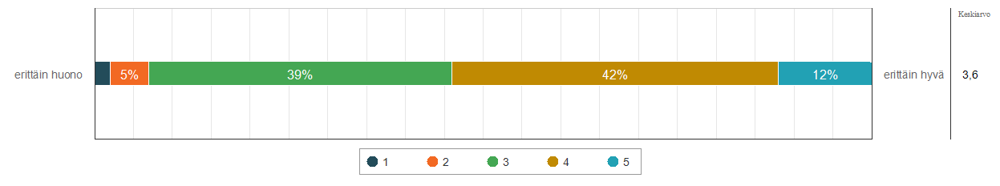 Keskiarvo
erittäin huono 5% 39% 42% 12% erittäin hyvä 3,6
1 2 3 4 5